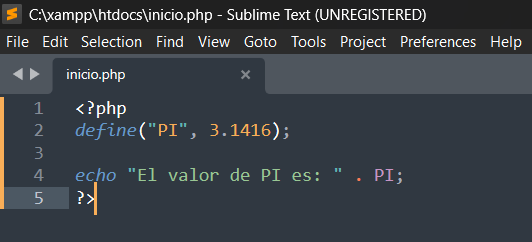 C:\xampp\htdocs\inicio.php - Sublime Text (UNREGISTERED)
File Edit Selection Find View Goto Tools Project Preferences Help
inicio.php ×
1 <?php
2 define("PI", 3.1416);
3
4 echo "El valor de PI es: " . PI;
5 ?>